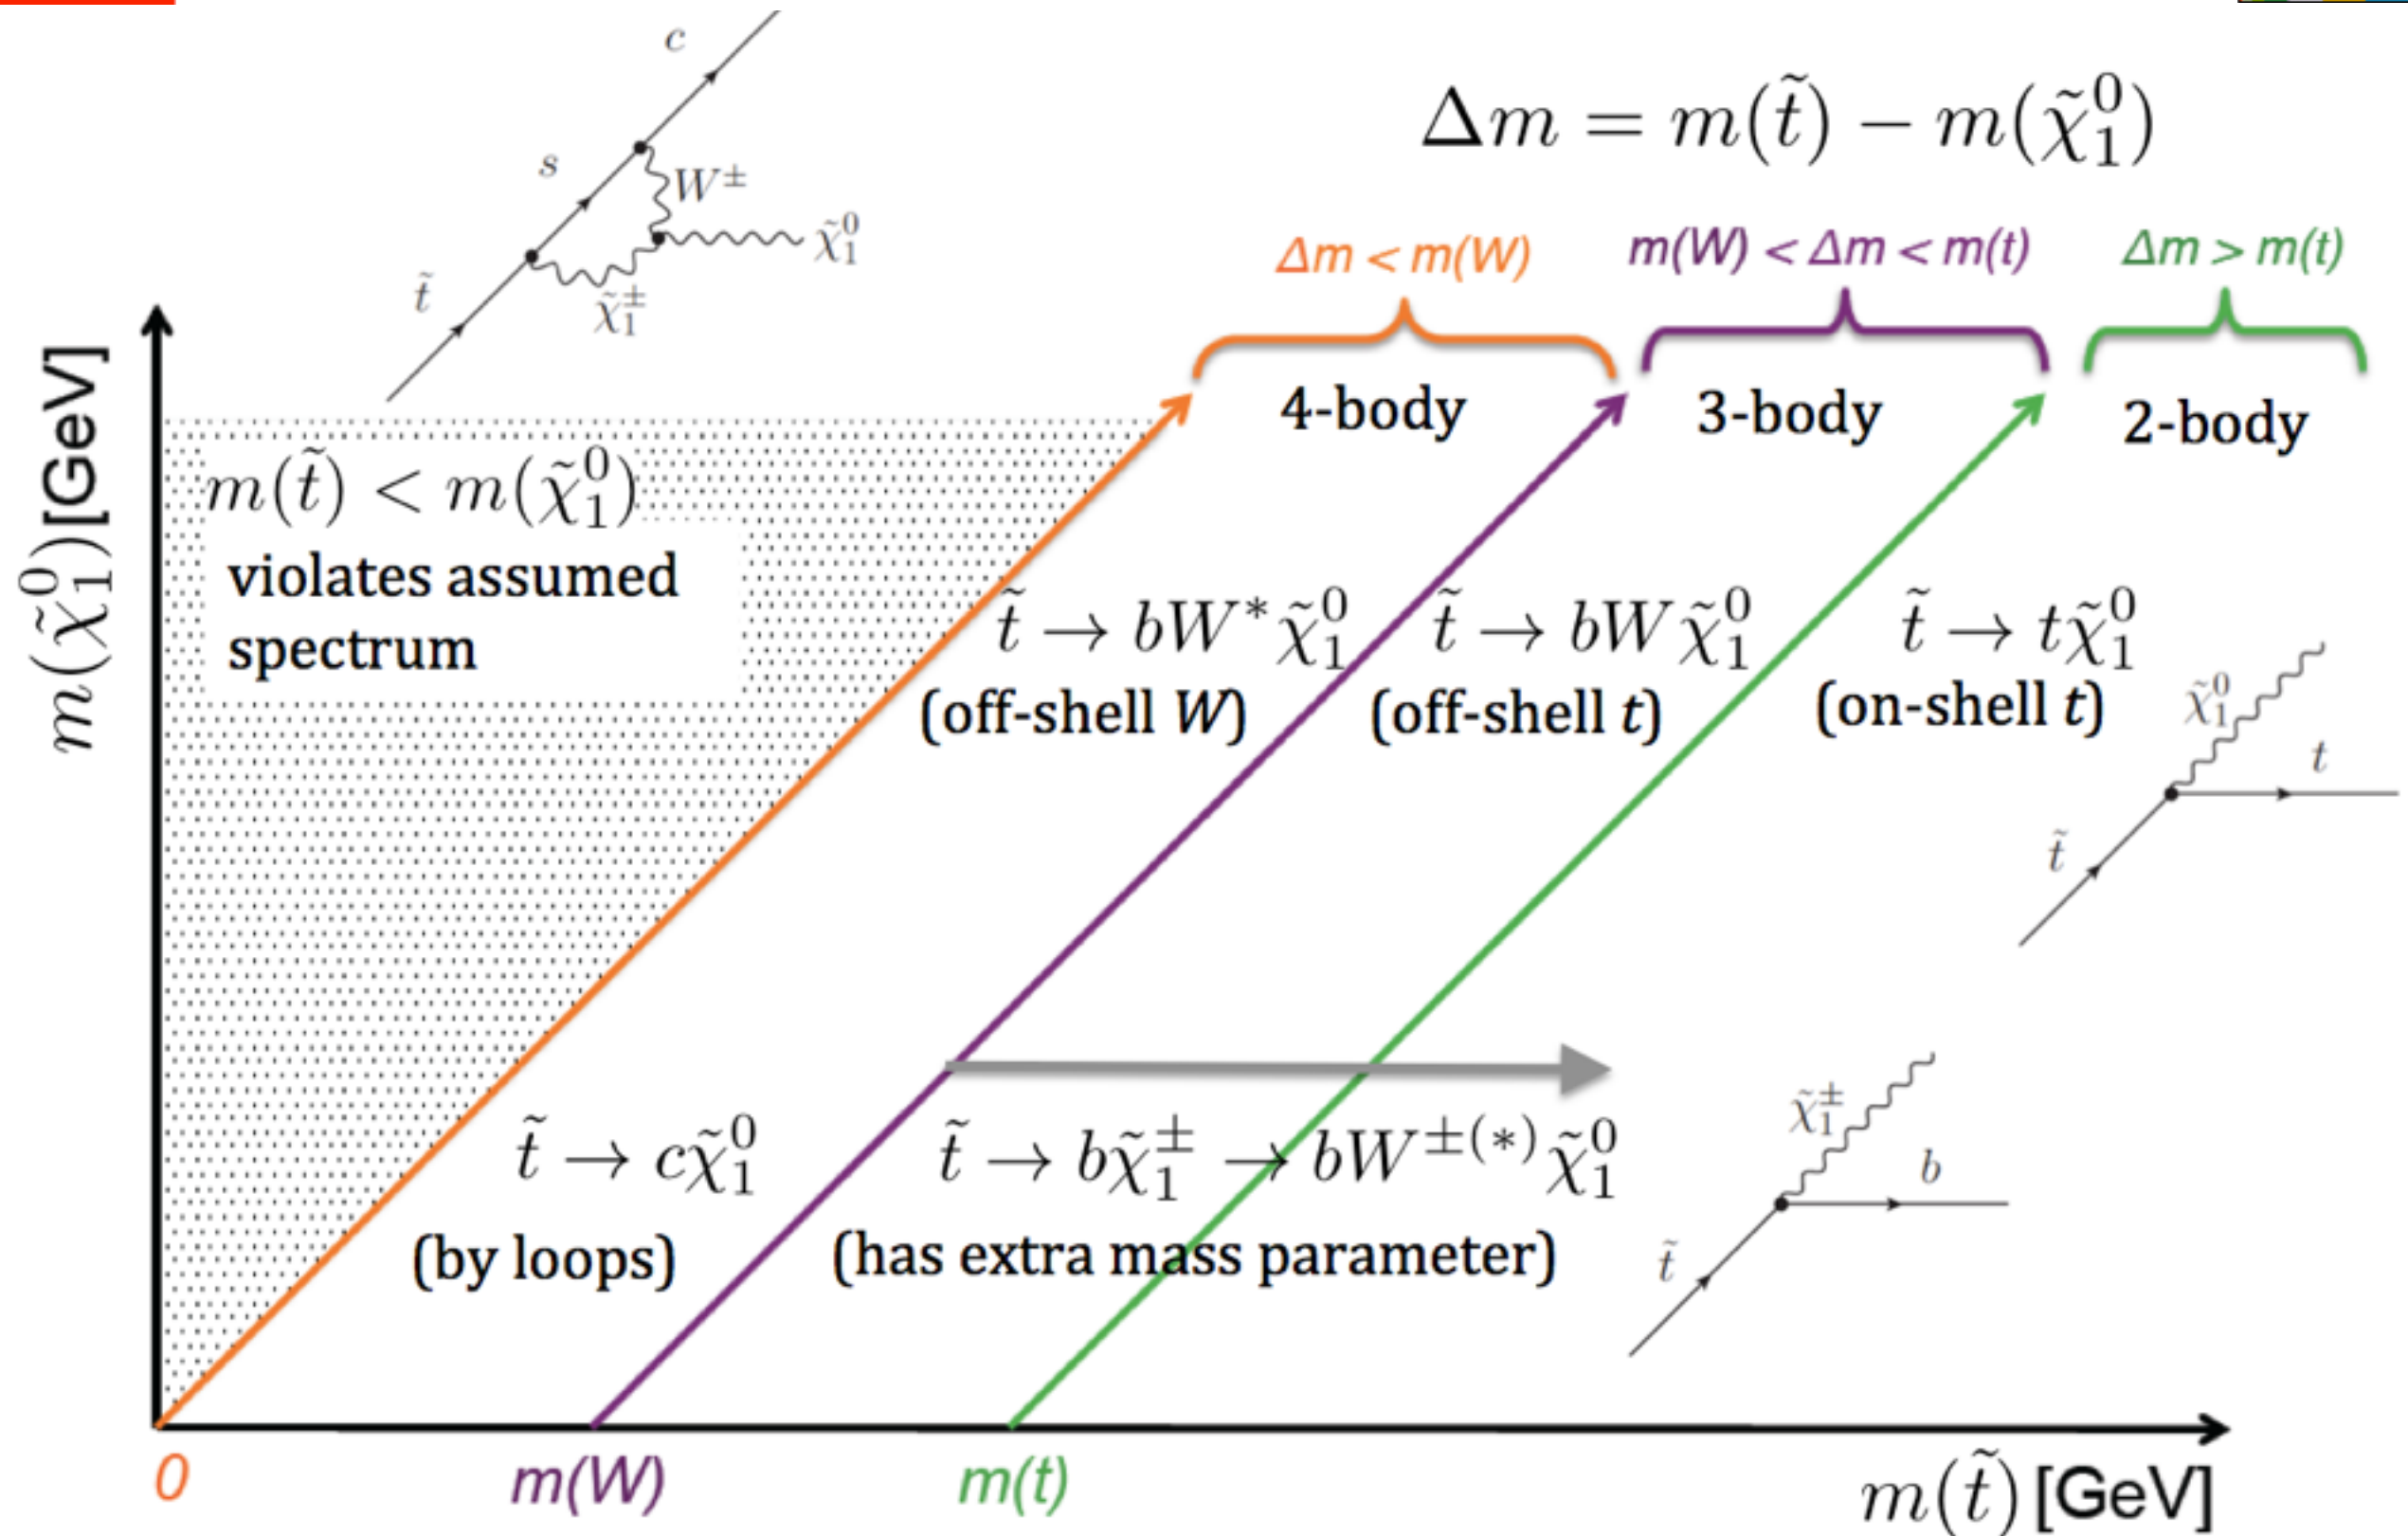 c
s
W±
χ̃₁⁰
t̃
χ̃₁±
Δm = m(t̃) − m(χ̃₁⁰)
Δm < m(W)
m(W) < Δm < m(t)
Δm > m(t)
4-body
3-body
2-body
m(χ̃₁⁰)[GeV]
m(t̃) < m(χ̃₁⁰)
violates assumed
spectrum
t̃ → bW*χ̃₁⁰
(off-shell W)
t̃ → bWχ̃₁⁰
(off-shell t)
t̃ → tχ̃₁⁰
(on-shell t)
χ̃₁⁰
t
t̃
t̃ → cχ̃₁⁰
(by loops)
t̃ → bχ̃₁± → bW±(*)χ̃₁⁰
(has extra mass parameter)
χ̃₁±
b
t̃
0
m(W)
m(t)
m(t̃) [GeV]